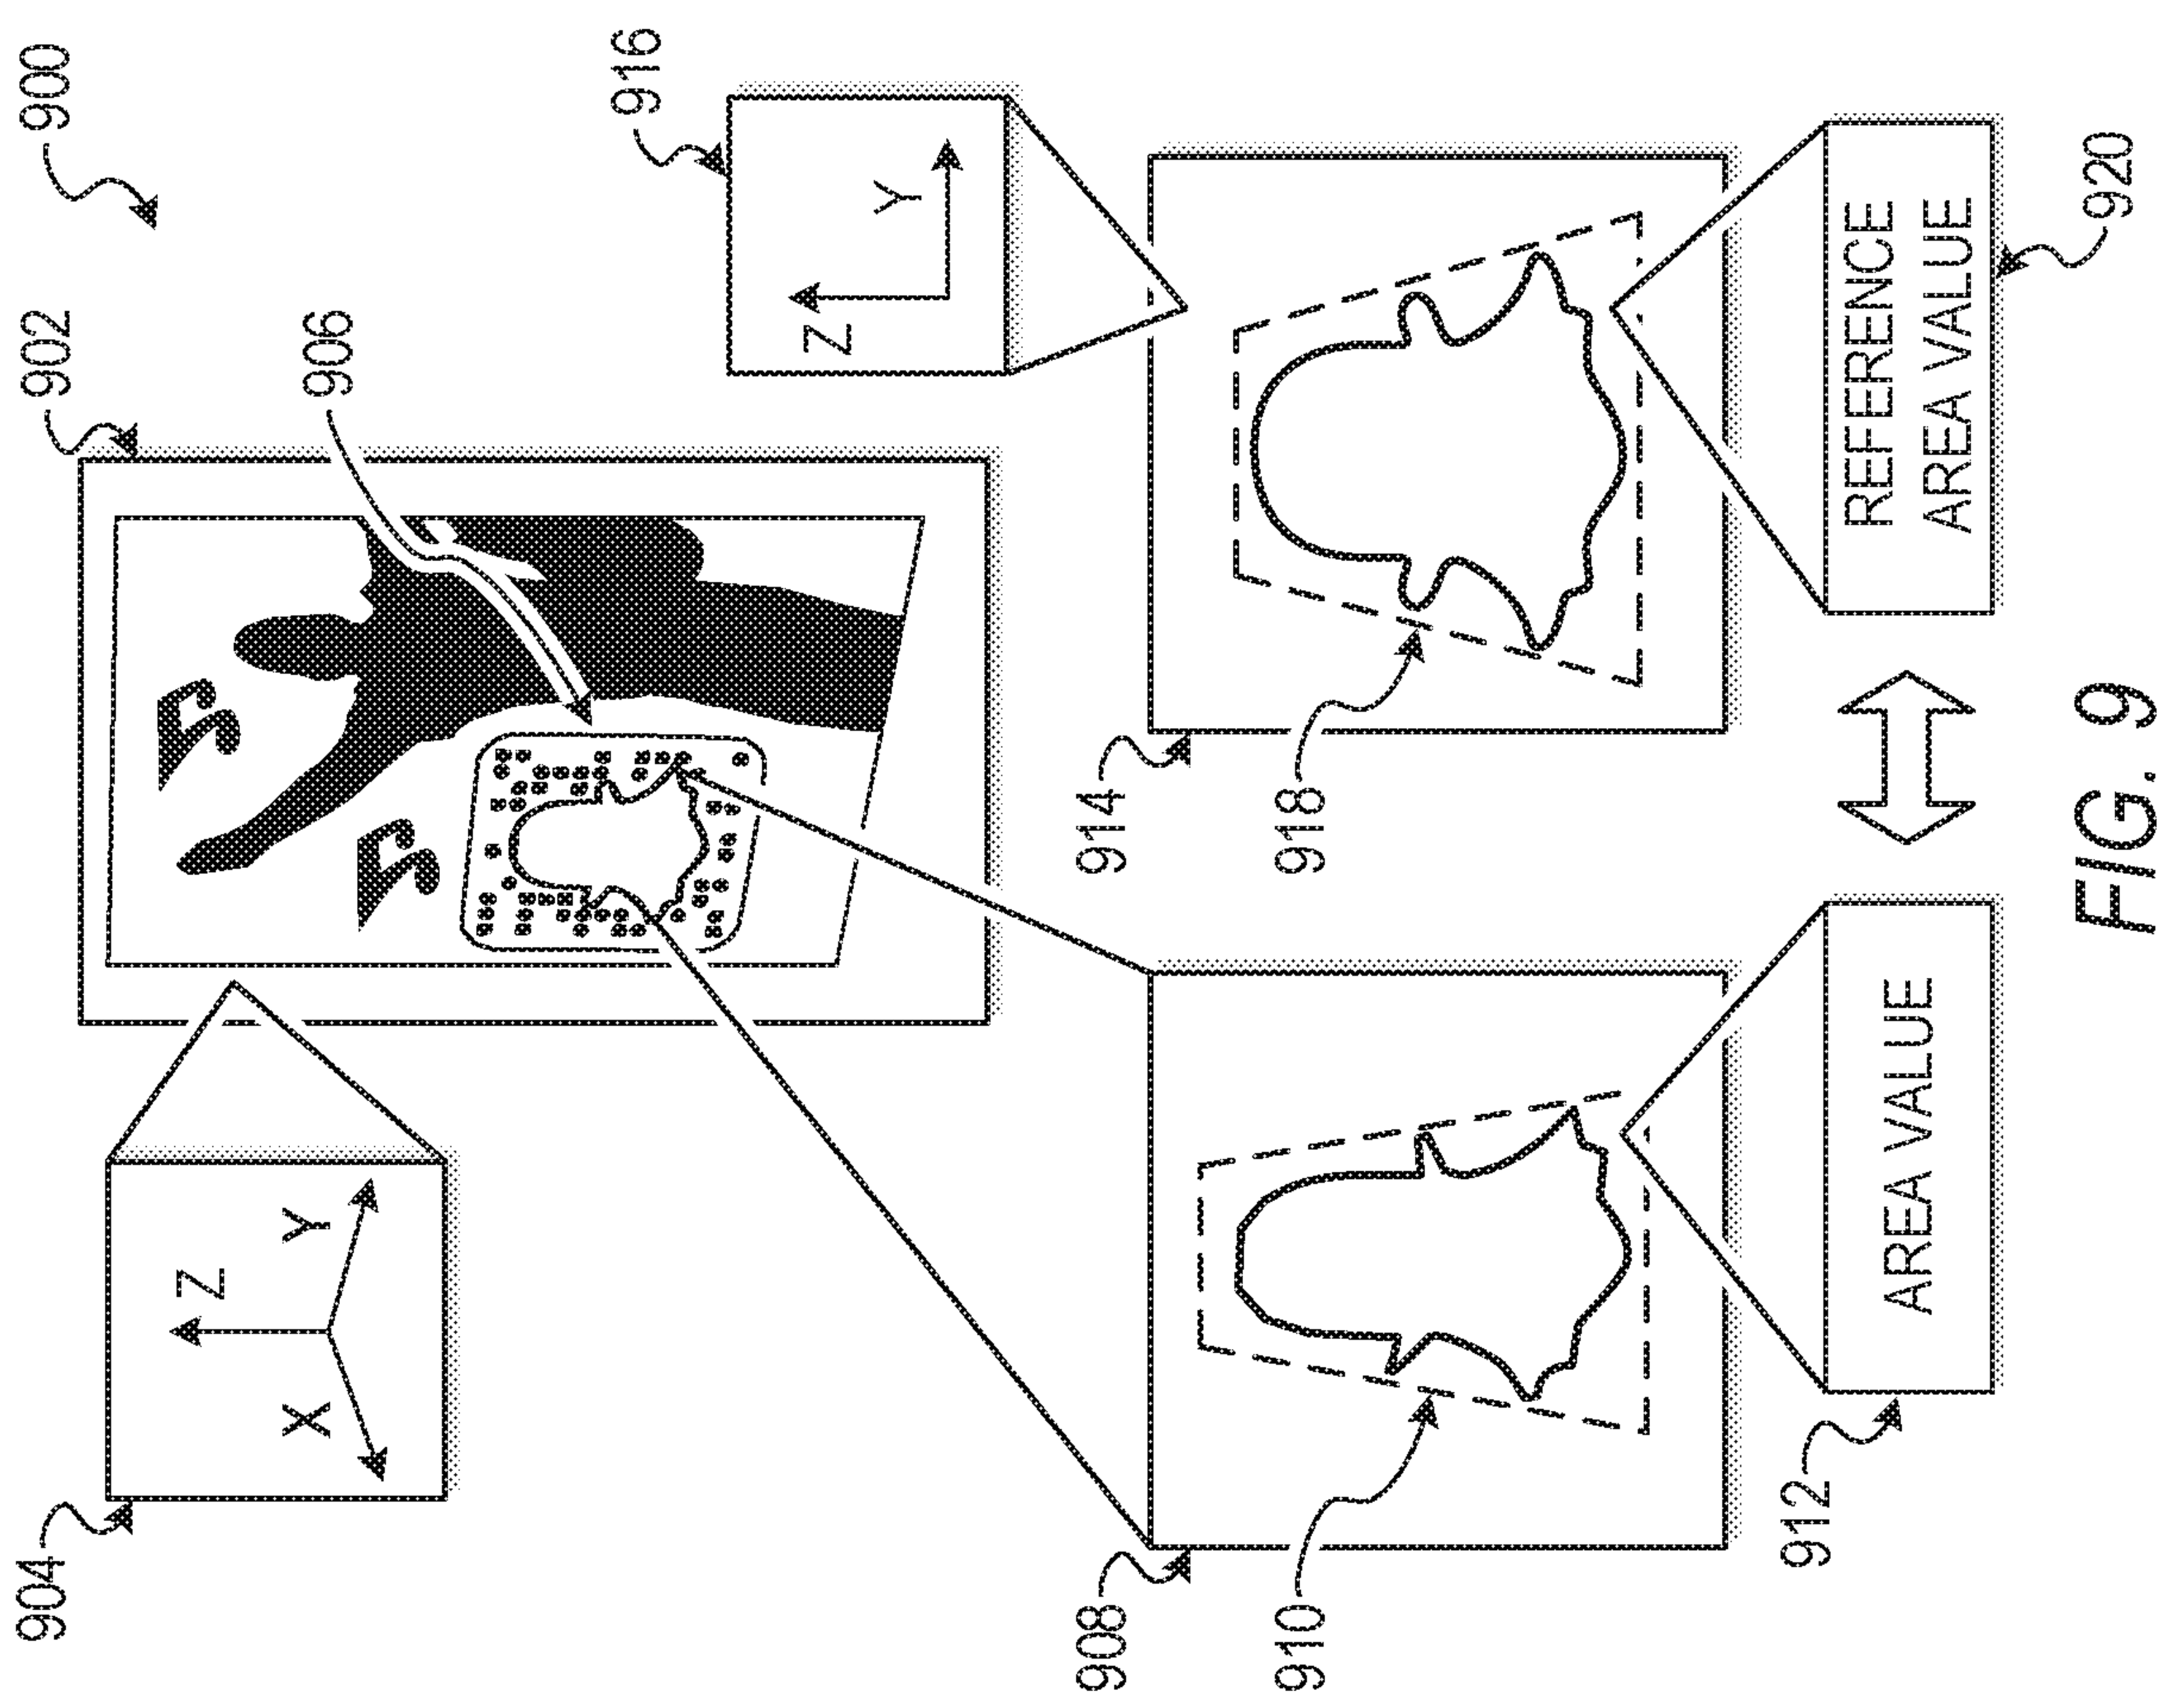 904
902
900
Z
X
Y
906
916
Z
Y
908
914
910
918
912
AREA VALUE
REFERENCE
AREA VALUE
920
FIG. 9